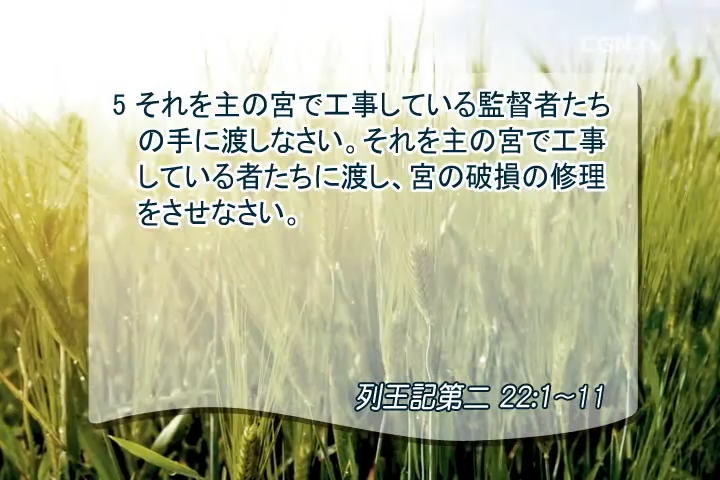 CGNTV
5 それを主の宮で工事している監督者たち
の手に渡しなさい。それを主の宮で工事
している者たちに渡し、宮の破損の修理
をさせなさい。
列王記第二 22:1~11